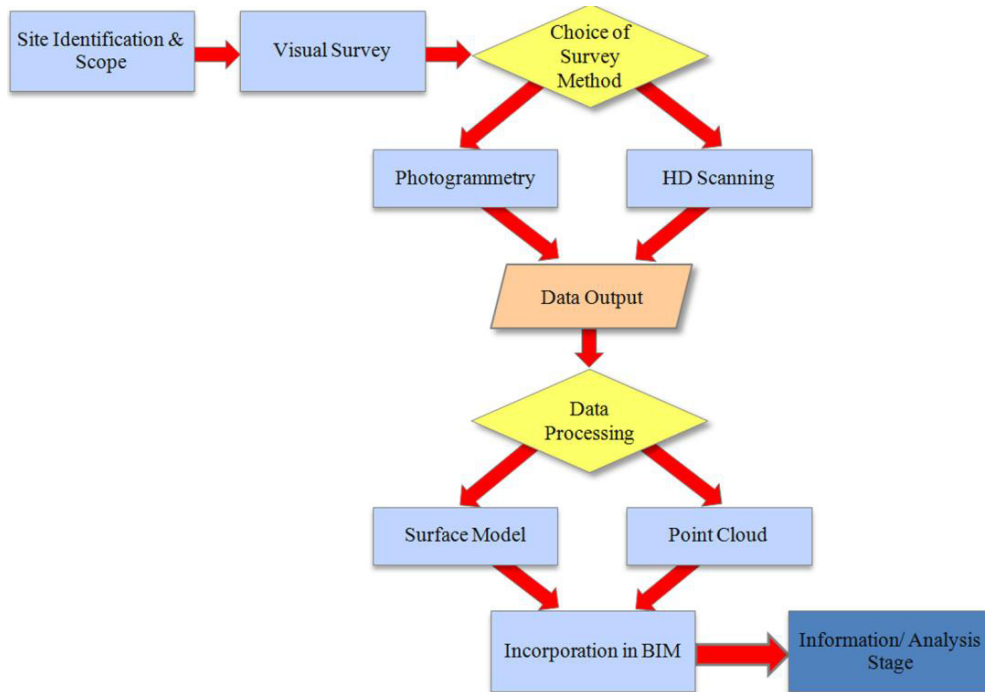 Site Identification &
Scope
Visual Survey
Choice of
Survey
Method
Photogrammetry
HD Scanning
Data Output
Data
Processing
Surface Model
Point Cloud
Incorporation in BIM
Information/ Analysis
Stage